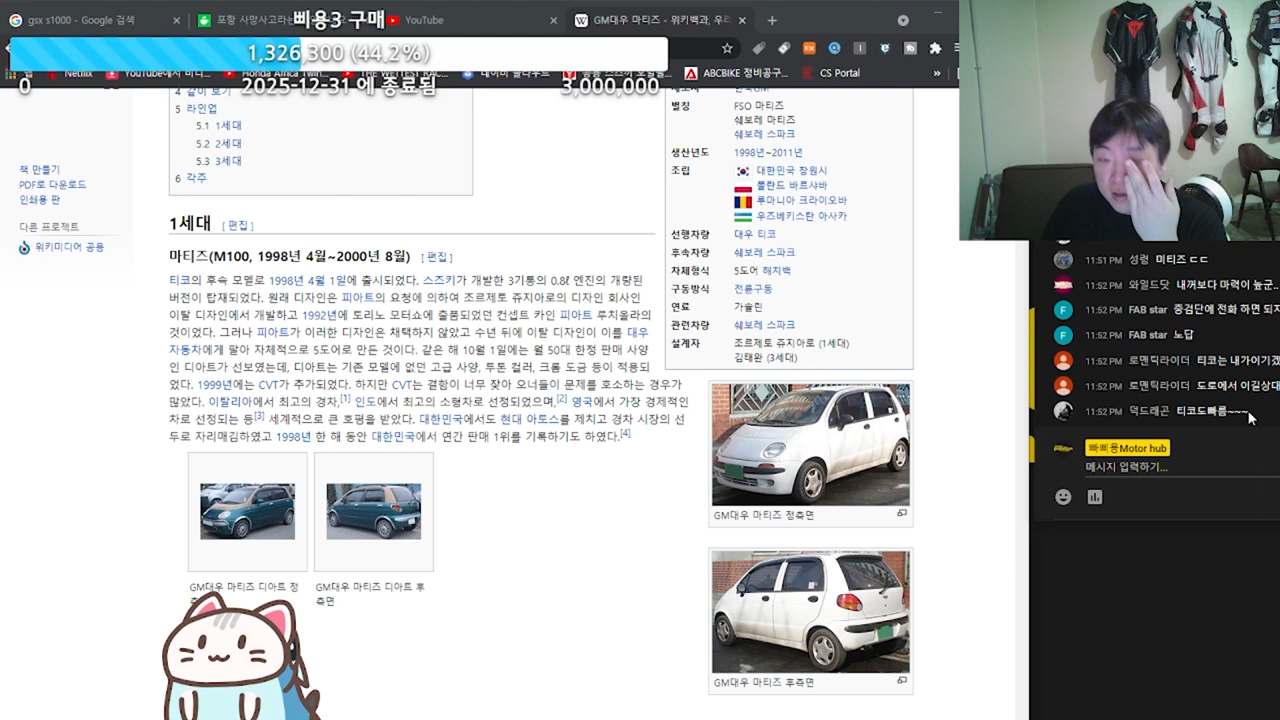 gsx s1000 - Google 검색
삐용3 구매
YouTube
GM대우 마티즈 - 위키백과, 우리
1,326,300 (44.2%)
0
2025-12-31 에 종료됨
3,000,000
Netflix
ABCBIKE 정비공구...
CS Portal
»
4 같이 보기
5 라인업
5.1 1세대
5.2 2세대
5.3 3세대
6 각주
책 만들기
PDF로 다운로드
인쇄용 판
다른 프로젝트
위키미디어 공용
1세대 [ 편집 ]
마티즈(M100, 1998년 4월~2000년 8월) [ 편집 ]
티코의 후속 모델로 1998년 4월 1일에 출시되었다. 스즈키가 개발한 3기통의 0.8ℓ 엔진의 개량된
버전이 탑재되었다. 원래 디자인은 피아트의 요청에 의하여 조르제토 쥬지아로의 디자인 회사인
이탈 디자인에서 개발하고 1992에 토리노 모터쇼에 출품되었던 컨셉트 카인 피아트 루치올라의
것이었다. 그러나 피아트가 이러한 디자인은 채택하지 않았고 수년 뒤에 이탈 디자인이 이를 대우
자동차에게 팔아 자체적으로 5도어로 만든 것이다. 같은 해 10월 1일에는 월 50대 한정 판매 사양
인 디아트가 선보였는데, 디아트는 기존 모델에 없던 고급 사양, 투톤 컬러, 크롬 도금 등이 적용되
었다. 1999년에는 CVT가 추가되었다. 하지만 CVT는 결함이 너무 잦아 오너들이 문제를 호소하는 경우가
많았다. 이탈리아에서 최고의 경차,[1] 인도에서 최고의 소형차로 선정되었으며,[2] 영국에서 가장 경제적인
차로 선정되는 등[3] 세계적으로 큰 호평을 받았다. 대한민국에서도 현대 아토스를 제치고 경차 시장의 선
두로 자리매김하였고 1998년 한 해 동안 대한민국에서 연간 판매 1위를 기록하기도 하였다.[4]
GM대우 마티즈 디아트 정
GM대우 마티즈 디아트 후
측면
별칭 FSO 마티즈
쉐보레 마티즈
쉐보레 스파크
생산년도 1998년~2011년
조립 대한민국 창원시
폴란드 바르샤바
루마니아 크라이오바
우즈베키스탄 아사카
선행차량 대우 티코
후속차량 쉐보레 스파크
차체형식 5도어 해치백
구동방식 전륜구동
연료 가솔린
관련차량 쉐보레 스파크
설계자 조르제토 쥬지아로 (1세대)
김태완 (3세대)
GM대우 마티즈 정측면
GM대우 마티즈 후측면
11:51 PM 성령 마티즈 ㄷㄷ
11:52 PM 와일드닷 내꺼보다 마력이 높군..
11:52 PM FAB star 중검단에 전화 하면 되지
11:52 PM FAB star 노답
11:52 PM 로맨틱라이더 티코는 내가이기겠
11:52 PM 로맨틱라이더 도로에서 이길상대
11:52 PM 덕드래곤 티코도빠름~~~
빠삐용Motor hub
메시지 입력하기...